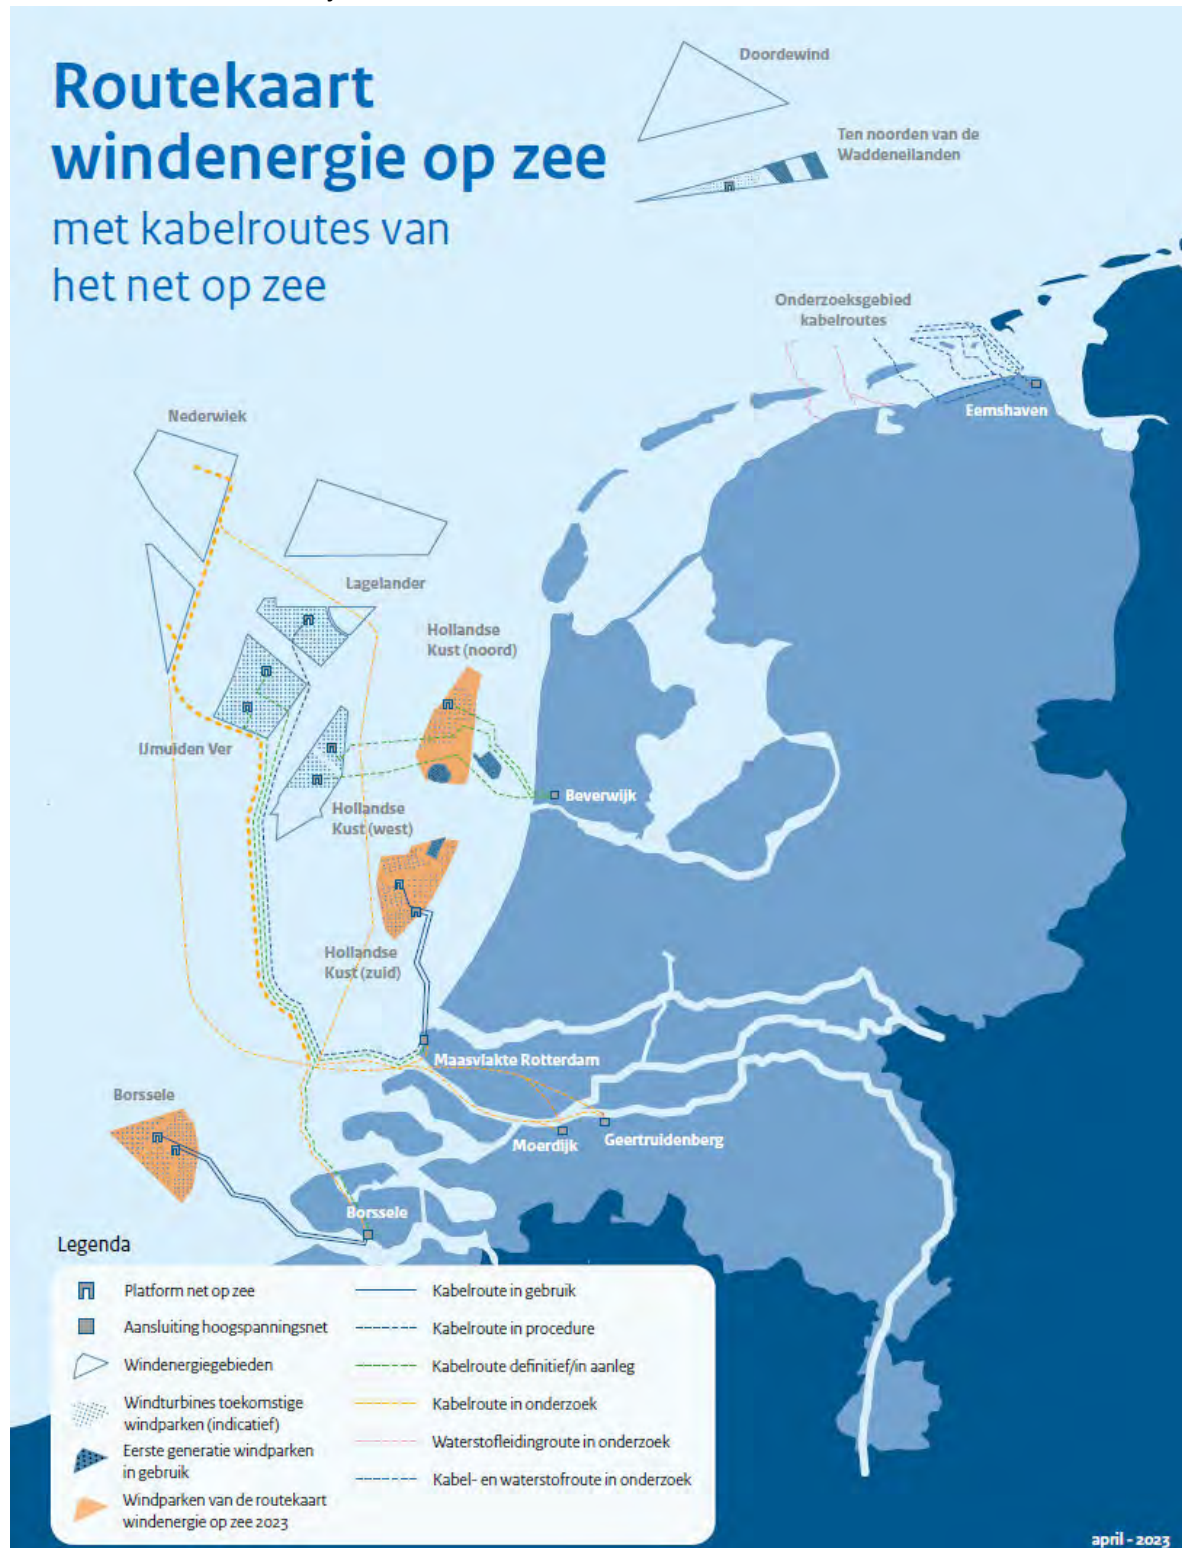 Routekaart
windenergie op zee
met kabelroutes van
het net op zee
Doordewind
Ten noorden van de
Waddeneilanden
Onderzoeksgebied
kabelroutes
Eemshaven
Nederwiek
Lagelander
Hollandse
Kust (noord)
IJmuiden Ver
Beverwijk
Hollandse
Kust (west)
Hollandse
Kust (zuid)
Maasvlakte Rotterdam
Borssele
Moerdijk
Geertruidenberg
Borssele
Legenda
Platform net op zee
Aansluiting hoogspanningsnet
Windenergiegebieden
Windturbines toekomstige
windparken (indicatief)
Eerste generatie windparken
in gebruik
Windparken van de routekaart
windenergie op zee 2023
Kabelroute in gebruik
Kabelroute in procedure
Kabelroute definitief/in aanleg
Kabelroute in onderzoek
Waterstofleidingroute in onderzoek
Kabel- en waterstofroute in onderzoek
april - 2023